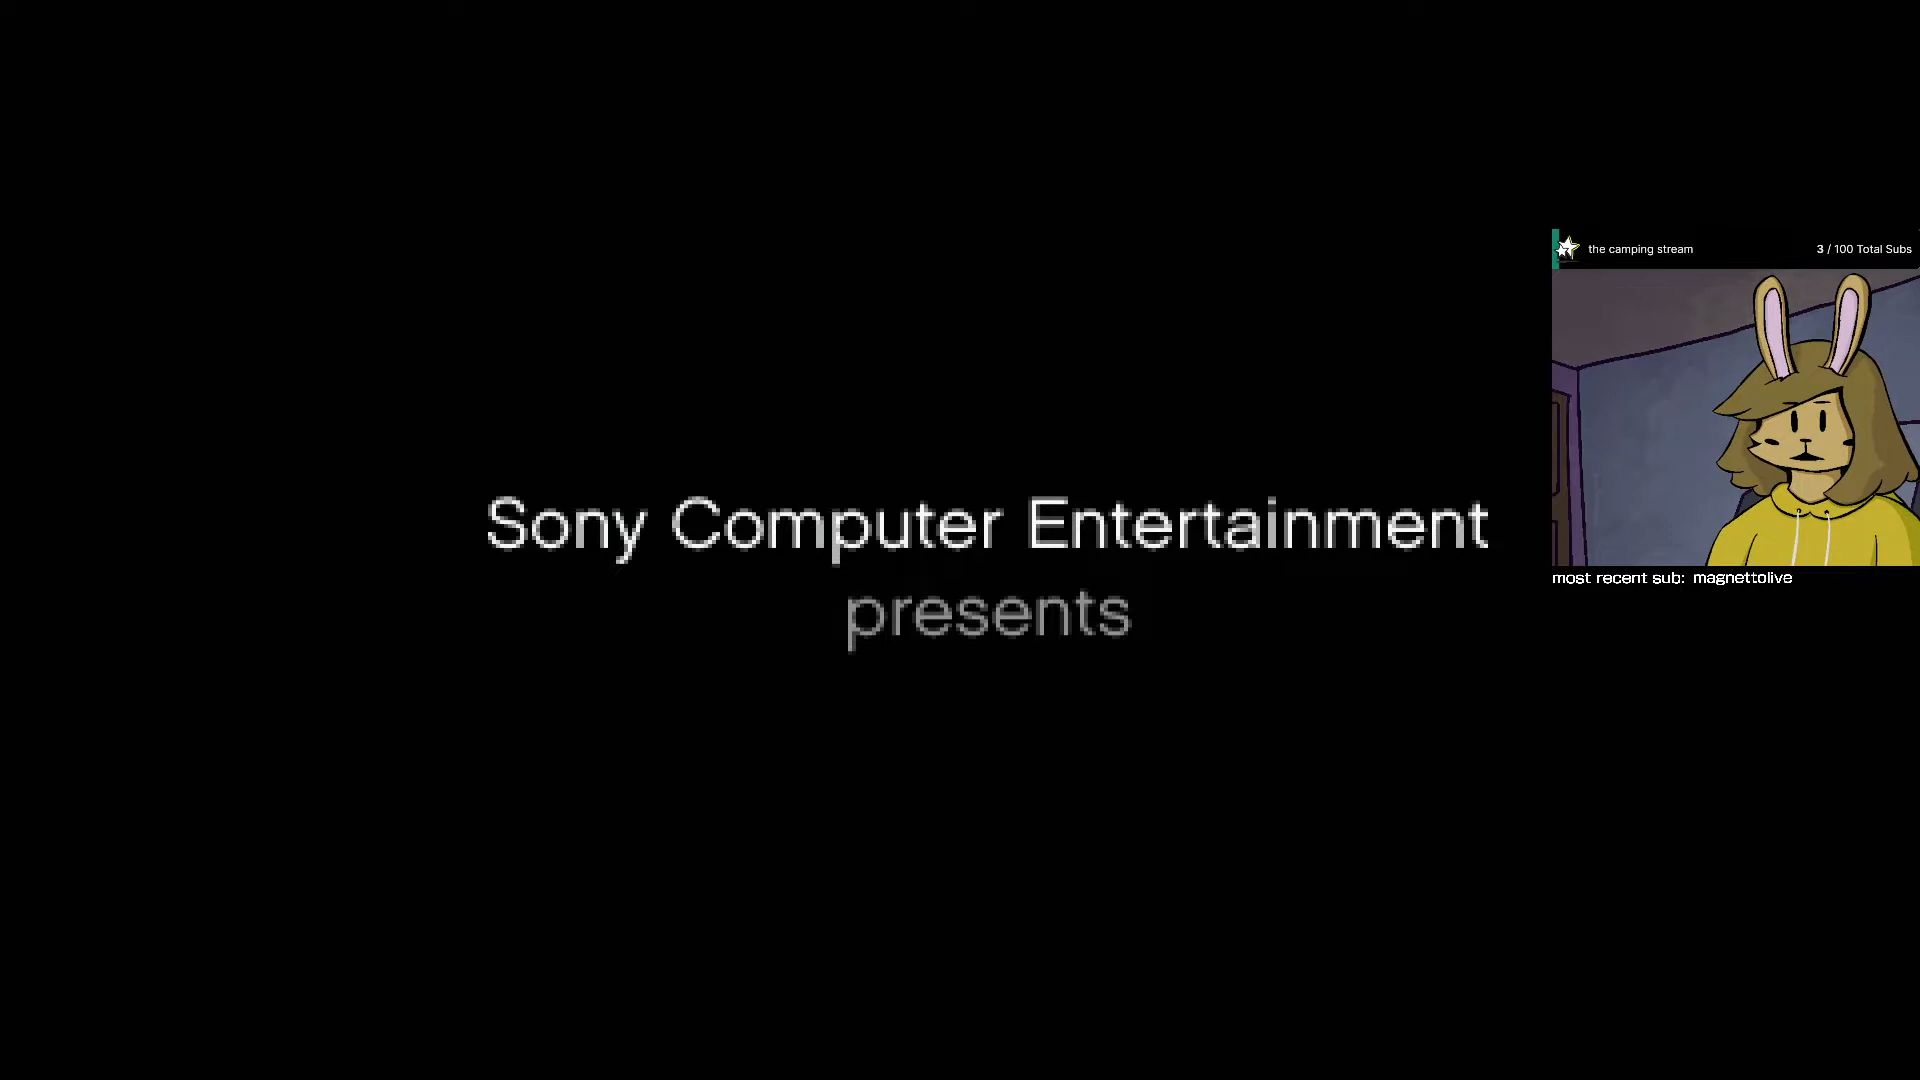 the camping stream
3 / 100 Total Subs
Sony Computer Entertainment
presents
most recent sub: magnettolive